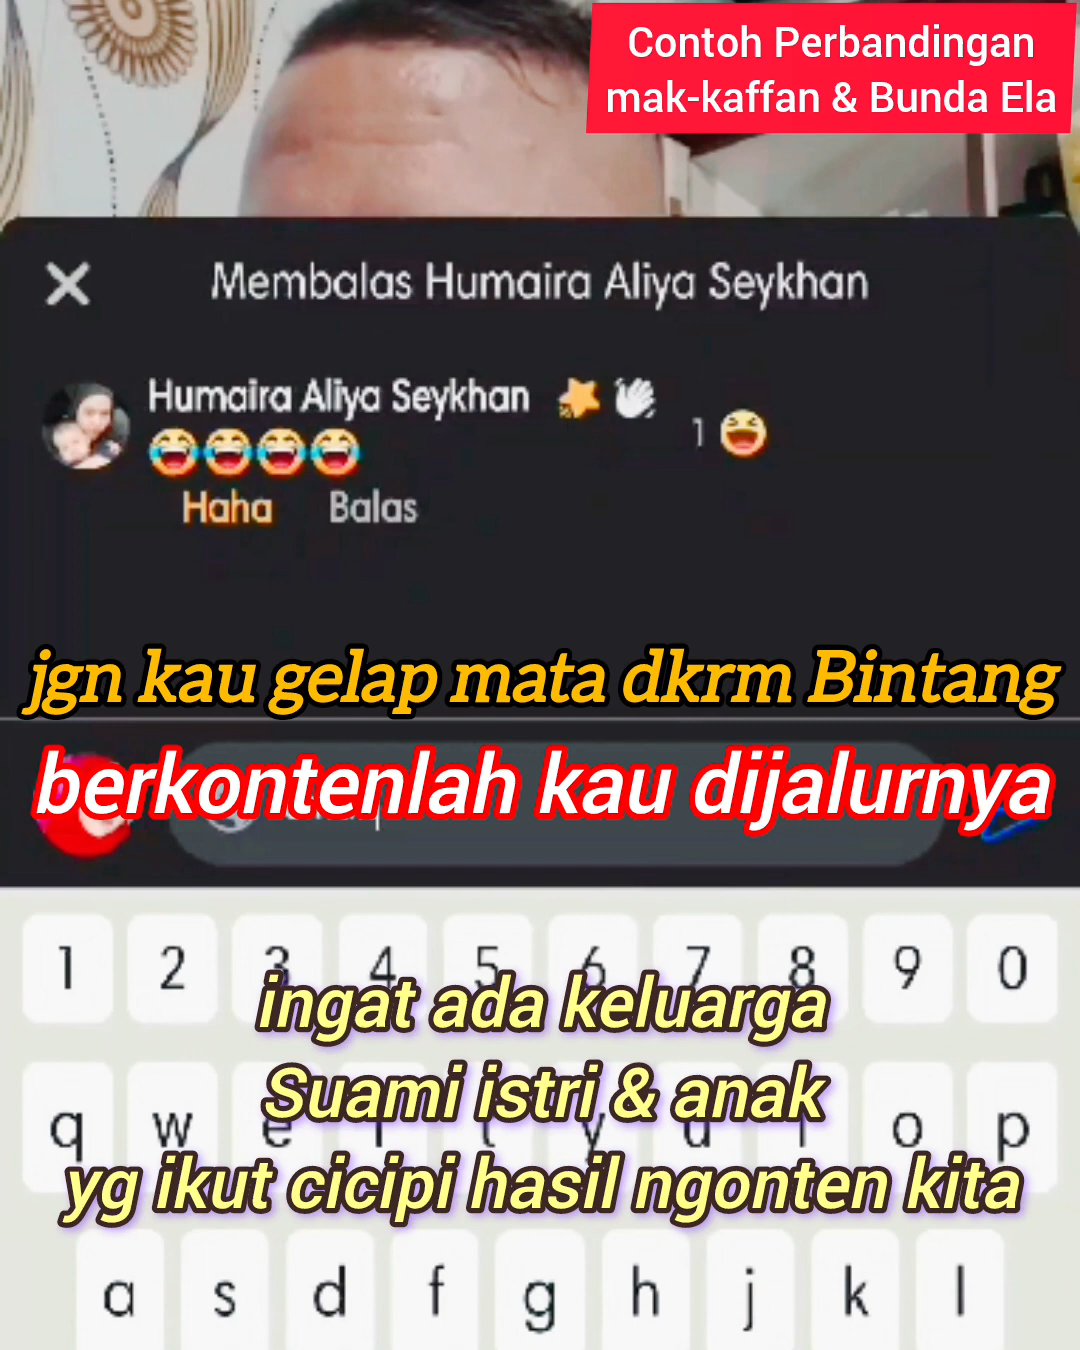 Contoh Perbandingan
mak-kaffan & Bunda Ela
Membalas Humaira Aliya Seykhan
Humaira Aliya Seykhan
1
Haha Balas
jgn kau gelap mata dkrm Bintang
berkontenlah kau dijalurnya
1 2 3 4 5 6 7 8 9 0
ingat ada keluarga
q w e r t y u i o p
Suami istri & anak
yg ikut cicipi hasil ngonten kita
a s d f g h j k l